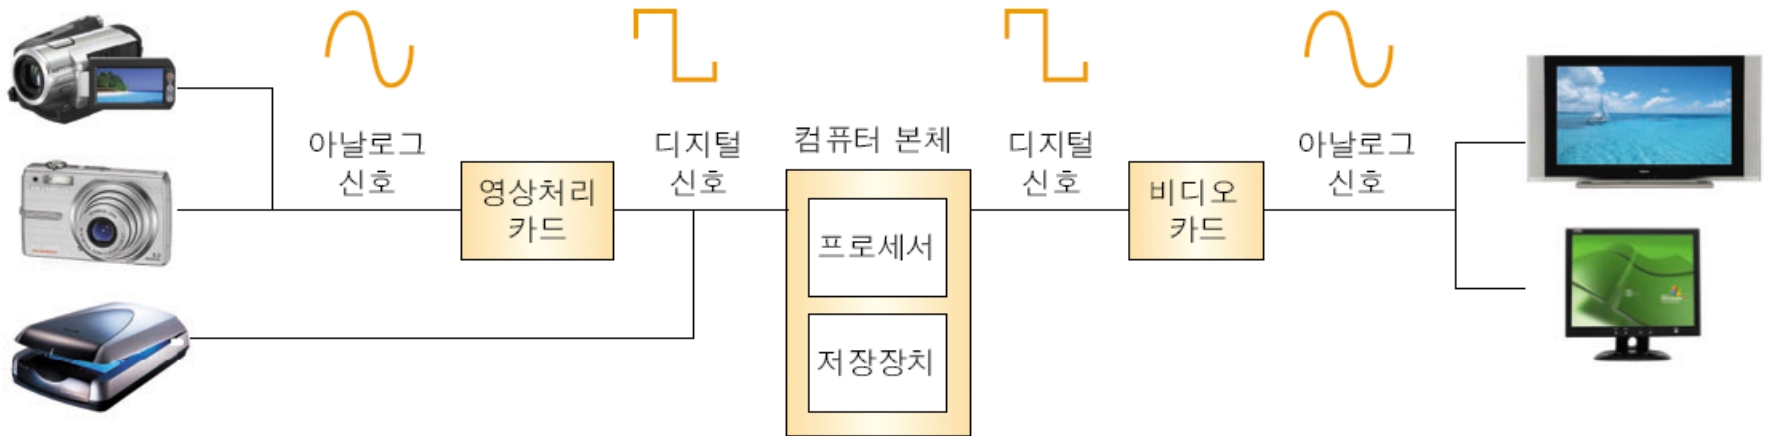 아날로그
신호
영상처리
카드
디지털
신호
컴퓨터 본체
프로세서
저장장치
디지털
신호
비디오
카드
아날로그
신호